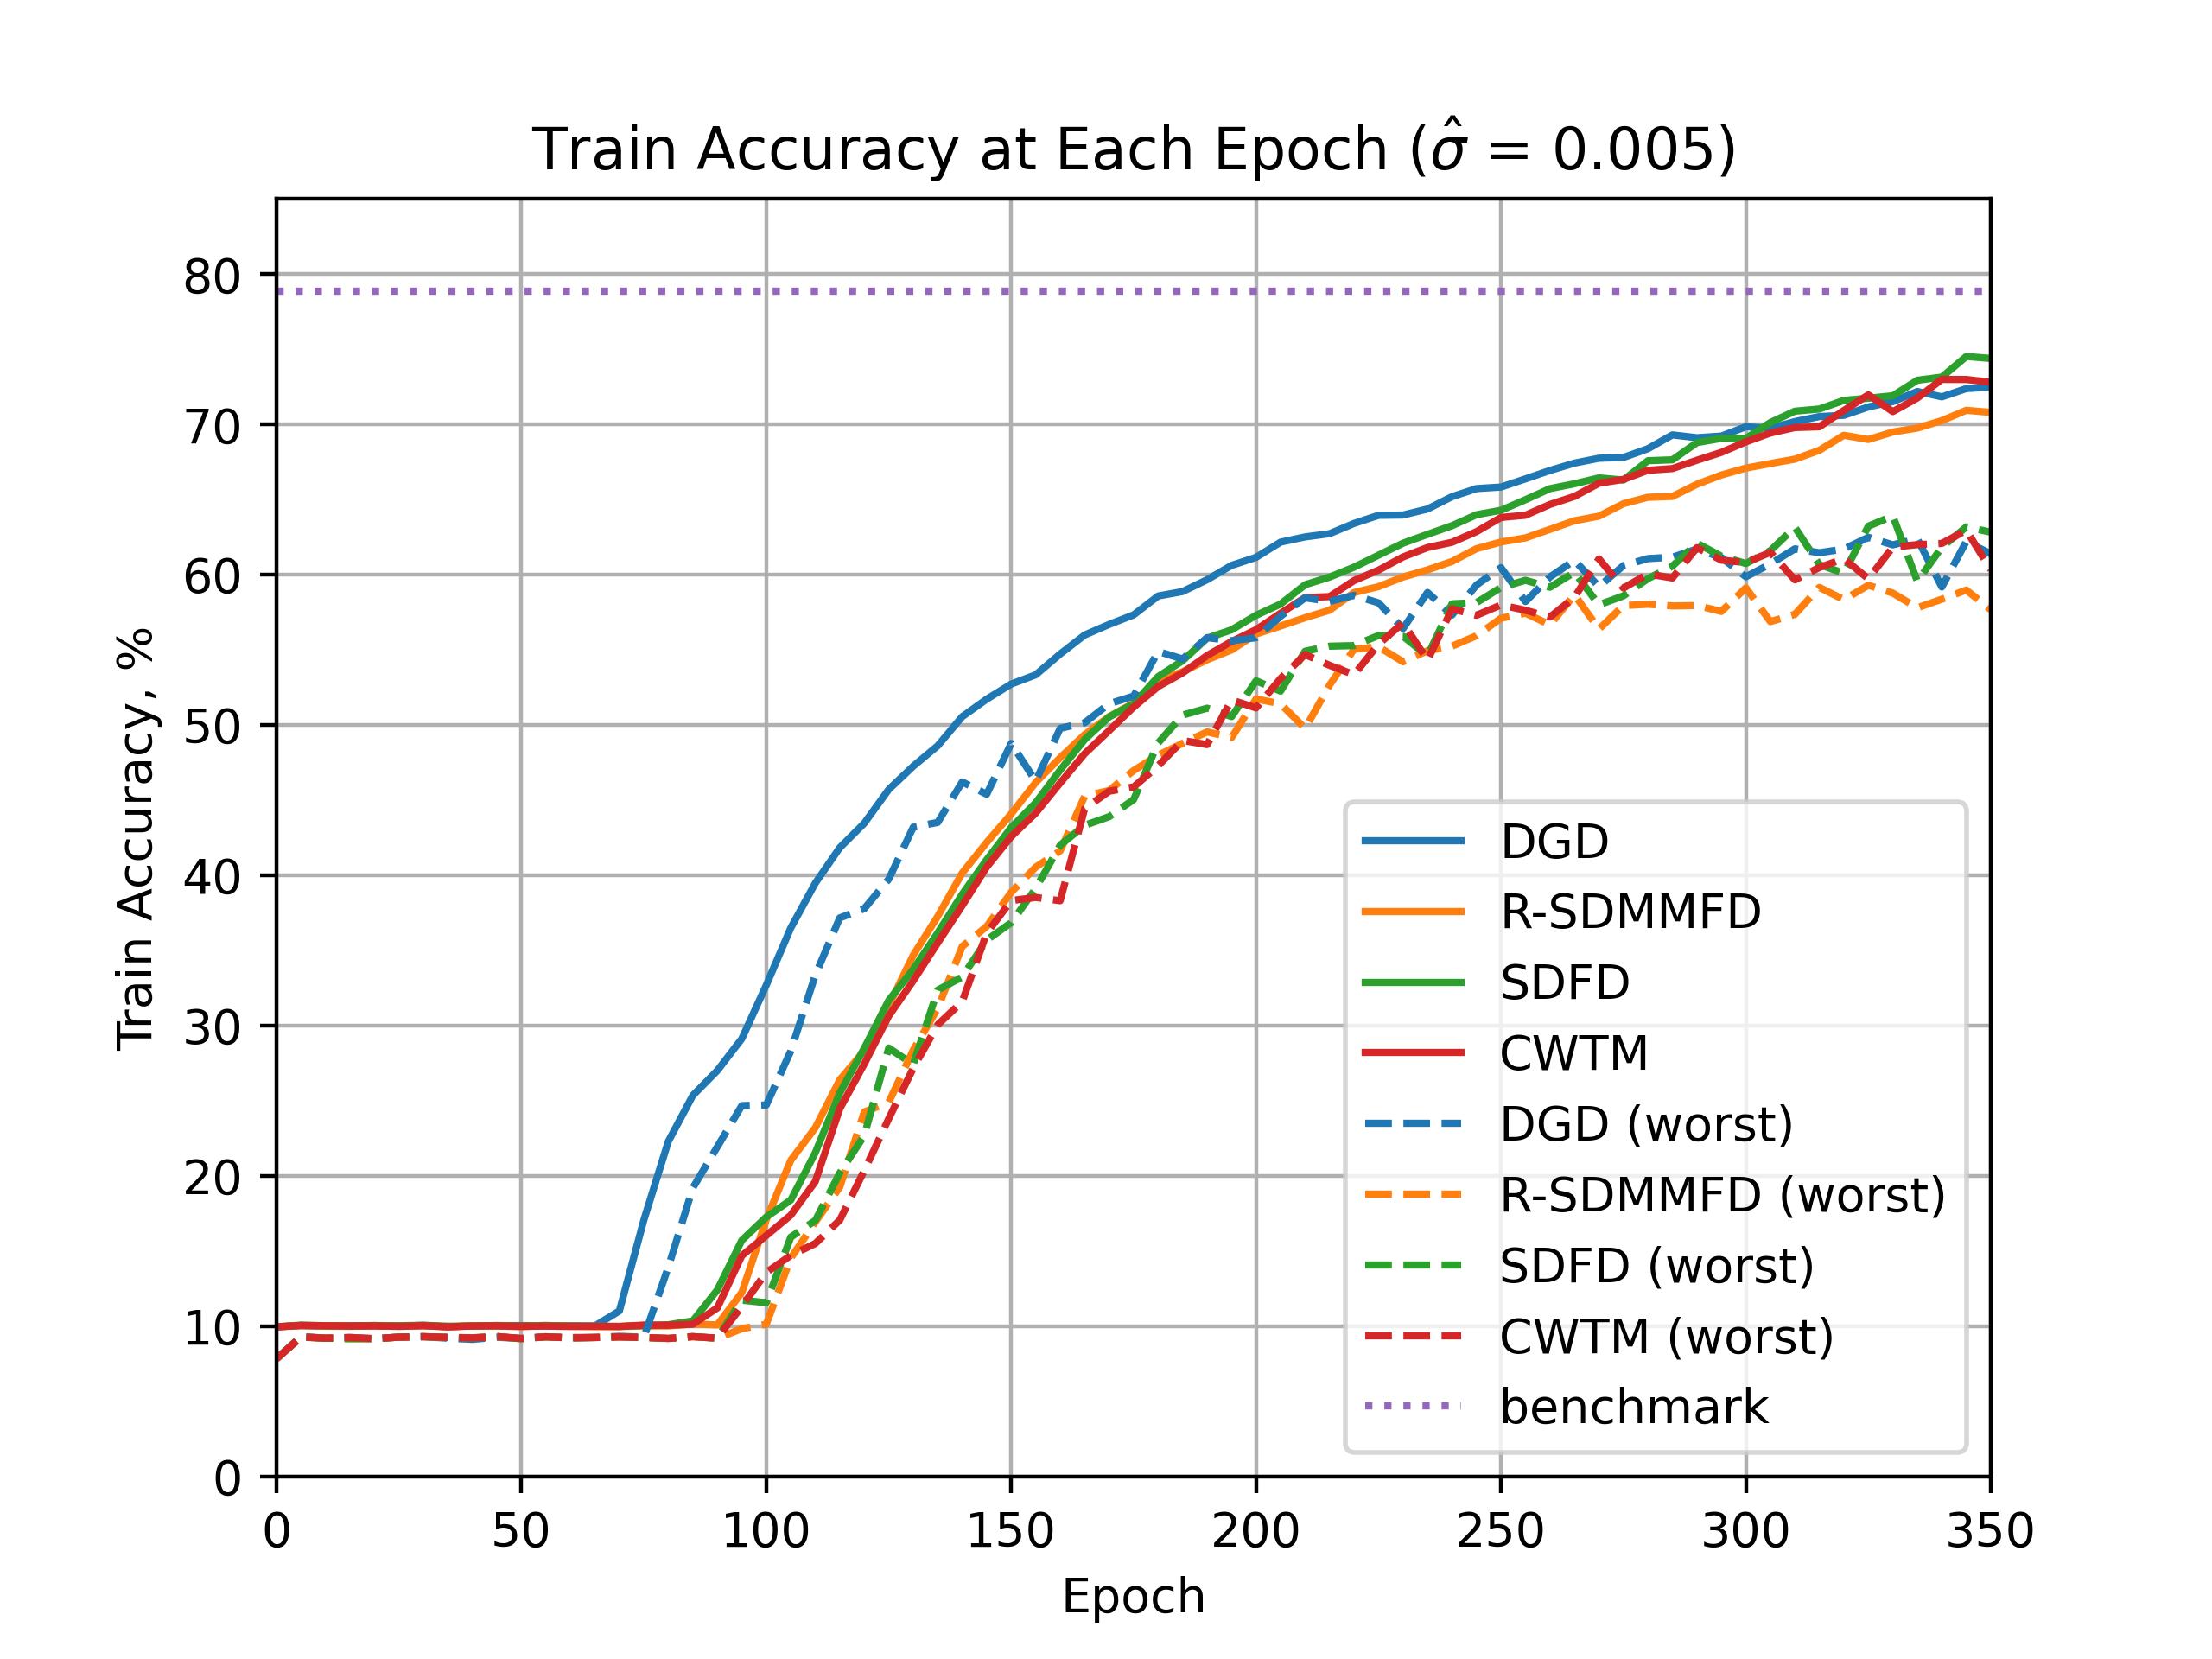 Train Accuracy at Each Epoch (σ̂ = 0.005)
Train Accuracy, %
80
70
60
50
40
30
20
10
0
0 50 100 150 200 250 300 350
Epoch
DGD
R-SDMMFD
SDFD
CWTM
DGD (worst)
R-SDMMFD (worst)
SDFD (worst)
CWTM (worst)
benchmark